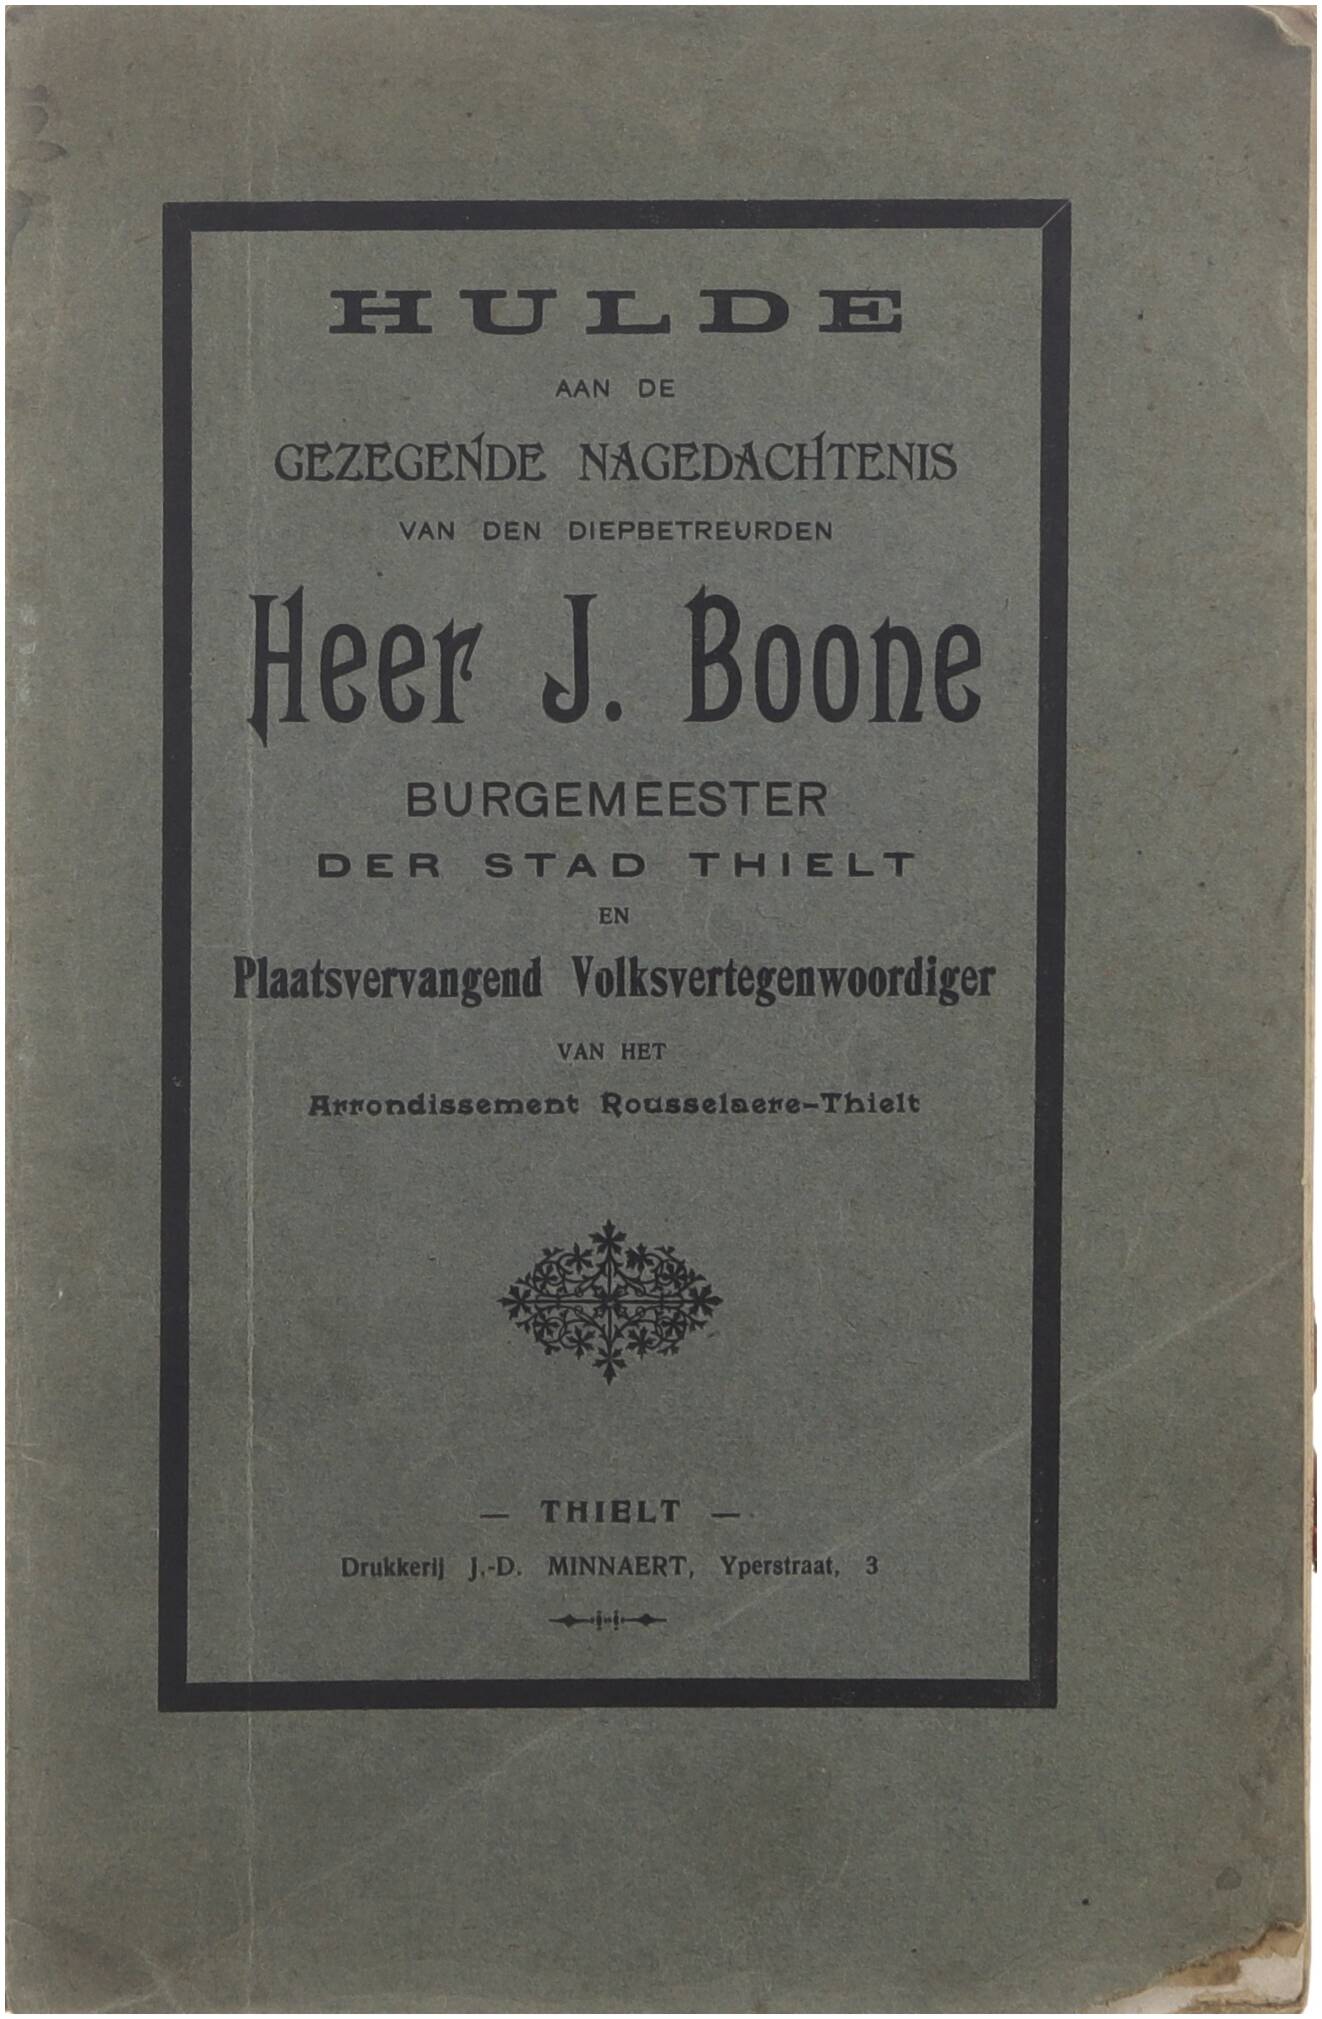 HULDE
AAN DE
GEZEGENDE NAGEDACHTENIS
VAN DEN DIEPBETREURDEN
Heer J. Boone
BURGEMEESTER
DER STAD THIELT
EN
Plaatsvervangend Volksvertegenwoordiger
VAN HET
Arrondissement Rousselaere-Thielt
— THIELT —
Drukkerij J.-D. MINNAERT, Yperstraat, 3